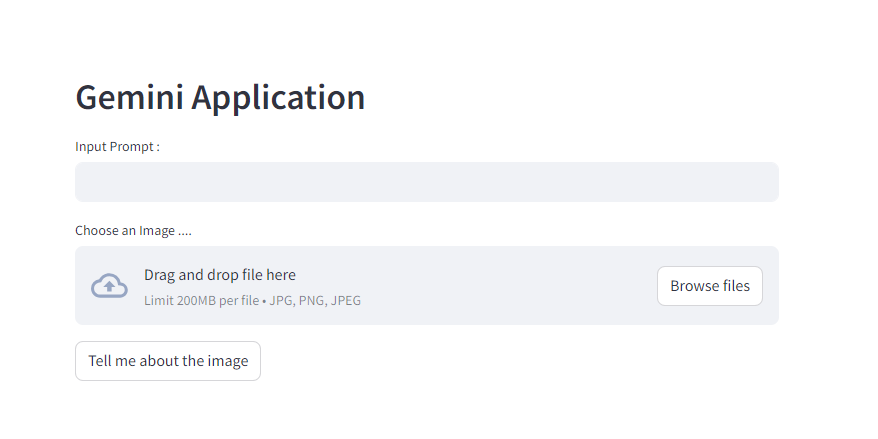 Gemini Application
Input Prompt :
Choose an Image ....
Drag and drop file here
Limit 200MB per file • JPG, PNG, JPEG
Browse files
Tell me about the image